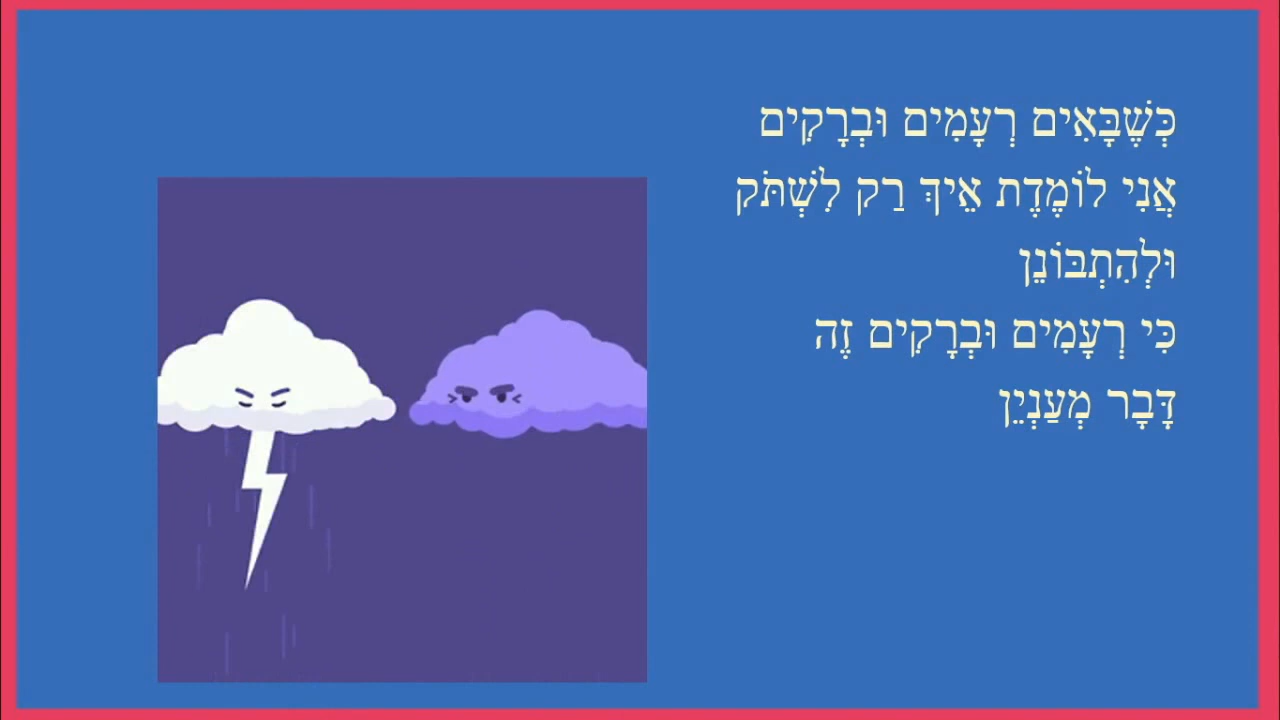 כְּשֶׁבָּאִים רְעָמִים וּבְרָקִים
אֲנִי לוֹמֶדֶת אֵיךְ רַק לִשְׁתֹּק
וּלְהִתְבּוֹנֵן
כִּי רְעָמִים וּבְרָקִים זֶה
דָּבָר מְעַנְיֵן